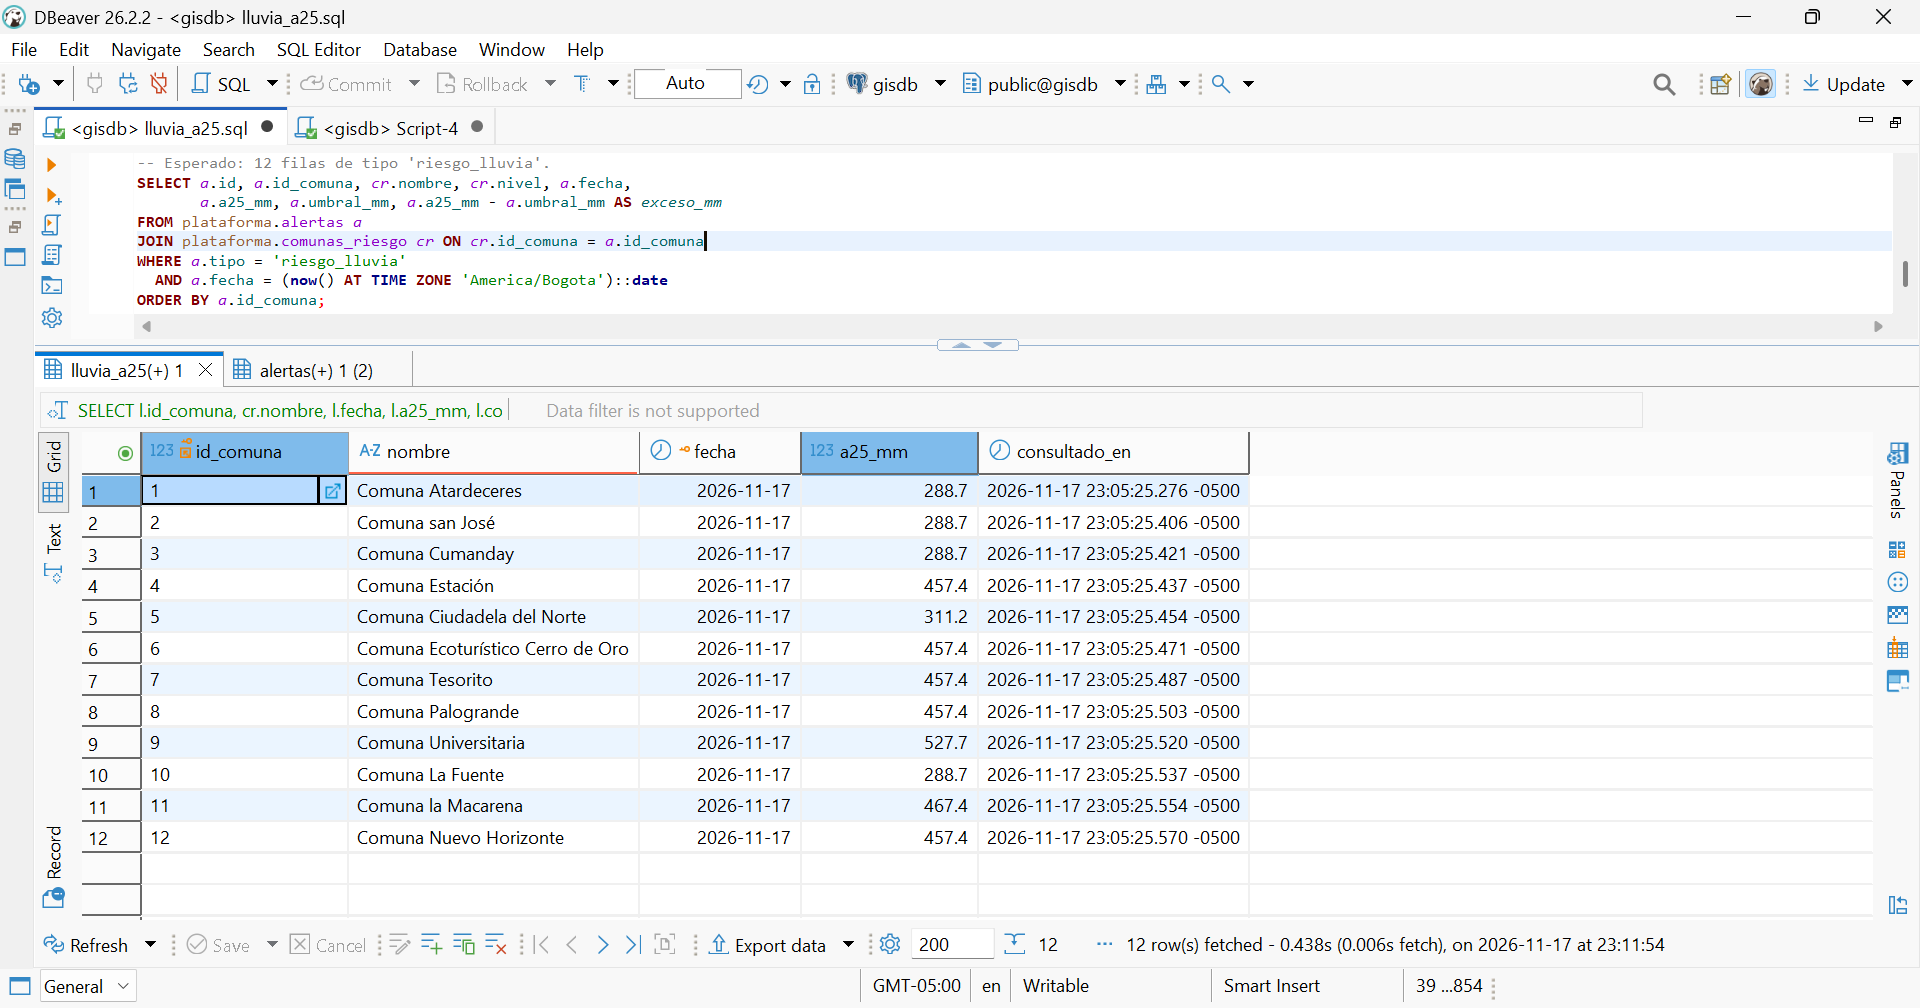 DBeaver 26.2.2 - <gisdb> lluvia_a25.sql
File Edit Navigate Search SQL Editor Database Window Help
SQL Commit Rollback T Auto gisdb public@gisdb Update
<gisdb> lluvia_a25.sql <gisdb> Script-4
-- Esperado: 12 filas de tipo 'riesgo_lluvia'.
SELECT a.id, a.id_comuna, cr.nombre, cr.nivel, a.fecha,
a.a25_mm, a.umbral_mm, a.a25_mm - a.umbral_mm AS exceso_mm
FROM plataforma.alertas a
JOIN plataforma.comunas_riesgo cr ON cr.id_comuna = a.id_comuna
WHERE a.tipo = 'riesgo_lluvia'
AND a.fecha = (now() AT TIME ZONE 'America/Bogota')::date
ORDER BY a.id_comuna;
lluvia_a25(+) 1 alertas(+) 1 (2)
SELECT l.id_comuna, cr.nombre, l.fecha, l.a25_mm, l.co Data filter is not supported
Grid
Text
Record
Panels
123 id_comuna A-Z nombre fecha 123 a25_mm consultado_en
1 1 Comuna Atardeceres 2026-11-17 288.7 2026-11-17 23:05:25.276 -0500
2 2 Comuna san José 2026-11-17 288.7 2026-11-17 23:05:25.406 -0500
3 3 Comuna Cumanday 2026-11-17 288.7 2026-11-17 23:05:25.421 -0500
4 4 Comuna Estación 2026-11-17 457.4 2026-11-17 23:05:25.437 -0500
5 5 Comuna Ciudadela del Norte 2026-11-17 311.2 2026-11-17 23:05:25.454 -0500
6 6 Comuna Ecoturístico Cerro de Oro 2026-11-17 457.4 2026-11-17 23:05:25.471 -0500
7 7 Comuna Tesorito 2026-11-17 457.4 2026-11-17 23:05:25.487 -0500
8 8 Comuna Palogrande 2026-11-17 457.4 2026-11-17 23:05:25.503 -0500
9 9 Comuna Universitaria 2026-11-17 527.7 2026-11-17 23:05:25.520 -0500
10 10 Comuna La Fuente 2026-11-17 288.7 2026-11-17 23:05:25.537 -0500
11 11 Comuna la Macarena 2026-11-17 467.4 2026-11-17 23:05:25.554 -0500
12 12 Comuna Nuevo Horizonte 2026-11-17 457.4 2026-11-17 23:05:25.570 -0500
Refresh Save Cancel Export data 200 12 ... 12 row(s) fetched - 0.438s (0.006s fetch), on 2026-11-17 at 23:11:54
General GMT-05:00 en Writable Smart Insert 39 ...854